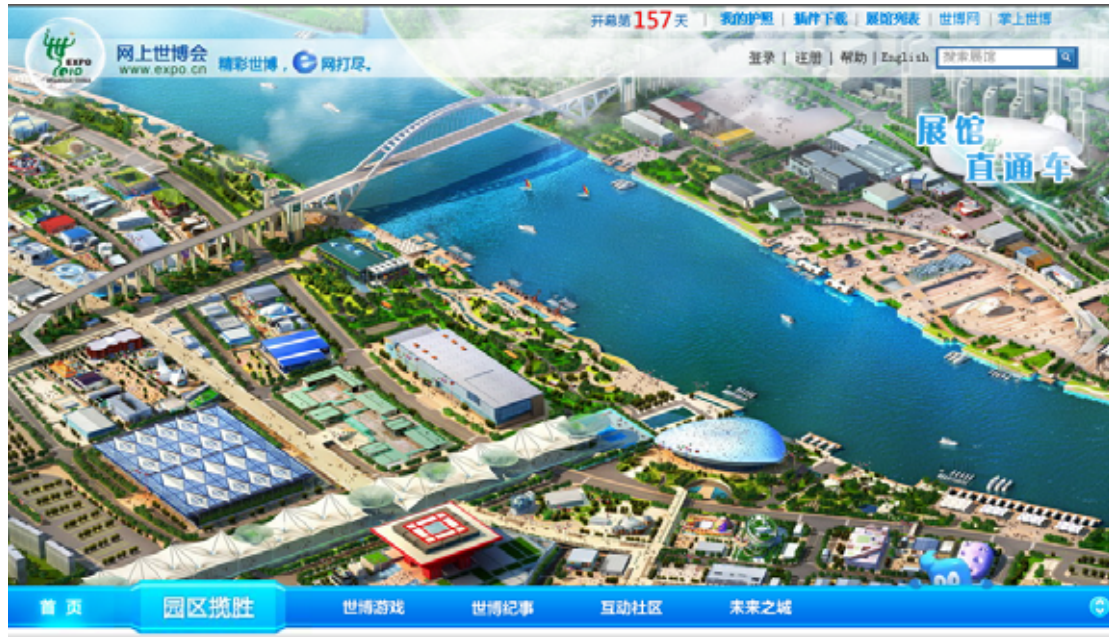 开幕第157天 | 我的护照 | 插件下载 | 展馆列表 | 世博网 | 掌上世博
EXPO
2010
网上世博会
www.expo.cn
精彩世博，e网打尽。
登录 | 注册 | 帮助 | English
搜索展馆
展馆
直通车
首页
园区揽胜
世博游戏
世博纪事
互动社区
未来之城